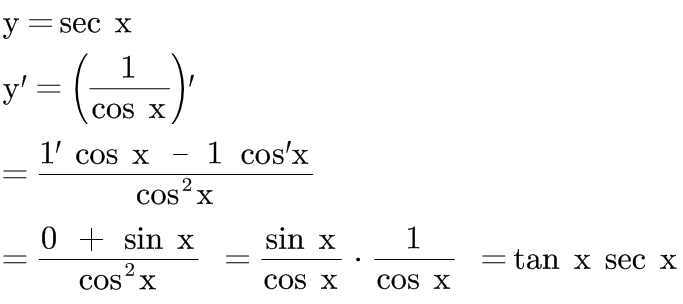 y = sec x
y′ = (1/cos x)′
= (1′ cos x − 1 cos′x)/(cos²x)
= (0 + sin x)/(cos²x) = (sin x)/(cos x) · 1/(cos x) = tan x sec x